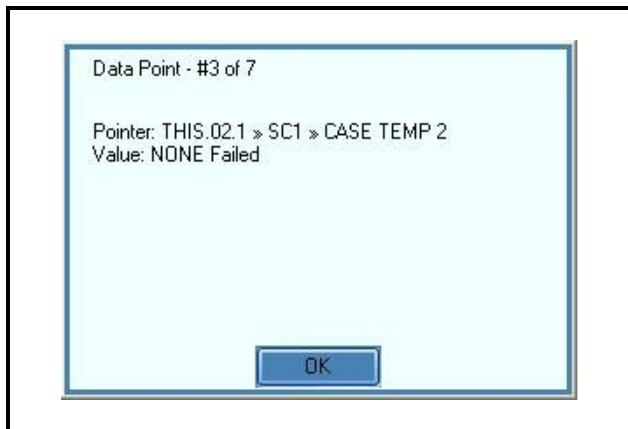 Data Point - #3 of 7
Pointer: THIS.02.1 » SC1 » CASE TEMP 2
Value: NONE Failed
OK